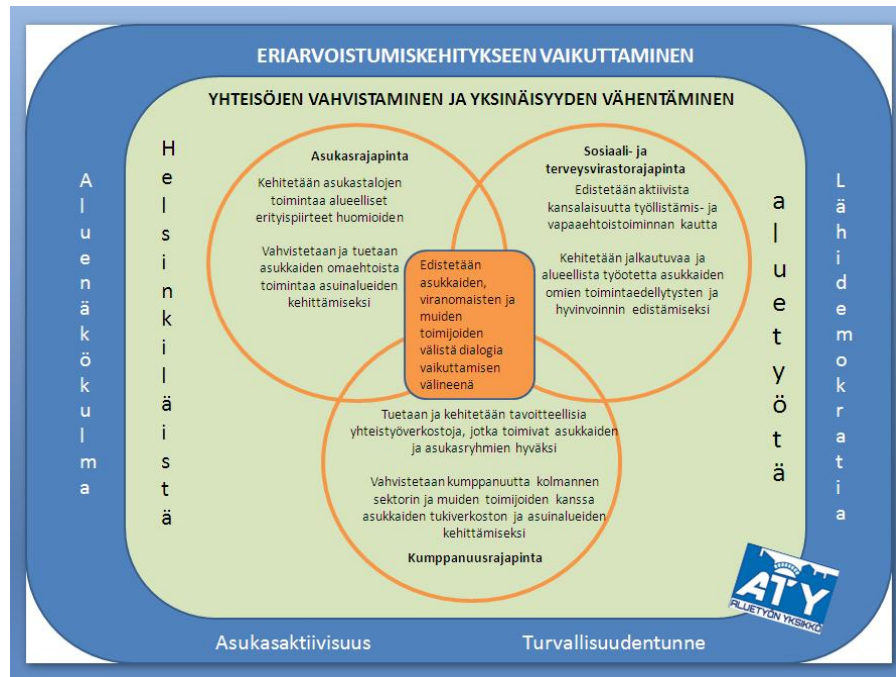 ERIARVOISTUMISKEHITYKSEEN VAIKUTTAMINEN
YHTEISÖJEN VAHVISTAMINEN JA YKSINÄISYYDEN VÄHENTÄMINEN
Aluenäkökulma
Helsinkiläistä
Asukasrajapinta
Kehitetään asukastalojen
toimintaa alueelliset
erityispiirteet huomioiden
Vahvistetaan ja tuetaan
asukkaiden omaehtoista
toimintaa asuinalueiden
kehittämiseksi
Sosiaali- ja
terveysvirastorajapinta
Edistetään aktiivista
kansalaisuutta työllistämis- ja
vapaaehtoistoiminnan kautta
Kehitetään jalkautuvaa ja
alueellista työotetta asukkaiden
omien toimintaedellytysten ja
hyvinvoinnin edistämiseksi
Edistetään
asukkaiden,
viranomaisten ja
muiden
toimijoiden
välistä dialogia
vaikuttamisen
välineenä
Tuetaan ja kehitetään tavoitteellisia
yhteistyöverkostoja, jotka toimivat asukkaiden
ja asukasryhmien hyväksi
Vahvistetaan kumppanuutta kolmannen
sektorin ja muiden toimijoiden kanssa
asukkaiden tukiverkoston ja asuinalueiden
kehittämiseksi
Kumppanuusrajapinta
aluetyötä
Lähidemokratia
ATY
ALUETYÖN YKSIKKÖ
Asukasaktiivisuus
Turvallisuudentunne